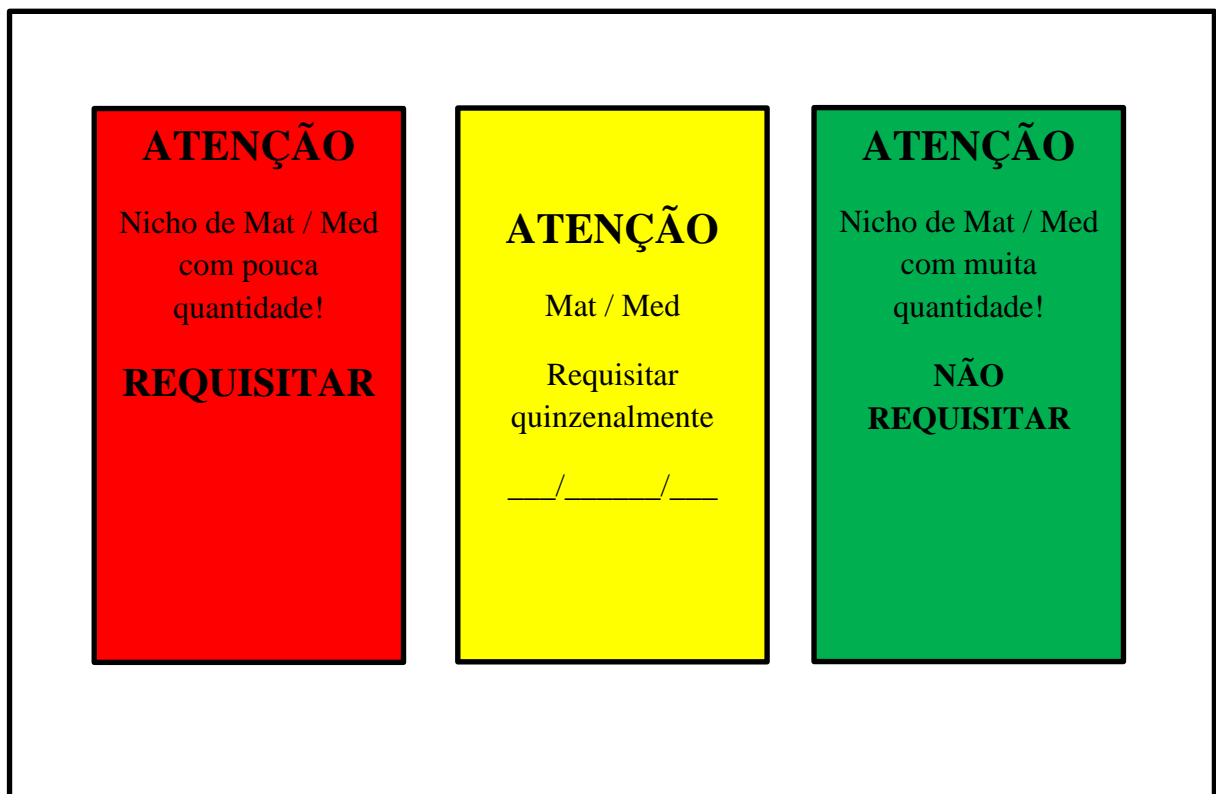 ATENÇÃO
Nicho de Mat / Med
com pouca
quantidade!
REQUISITAR
ATENÇÃO
Mat / Med
Requisitar
quinzenalmente
___/______/___
ATENÇÃO
Nicho de Mat / Med
com muita
quantidade!
NÃO
REQUISITAR